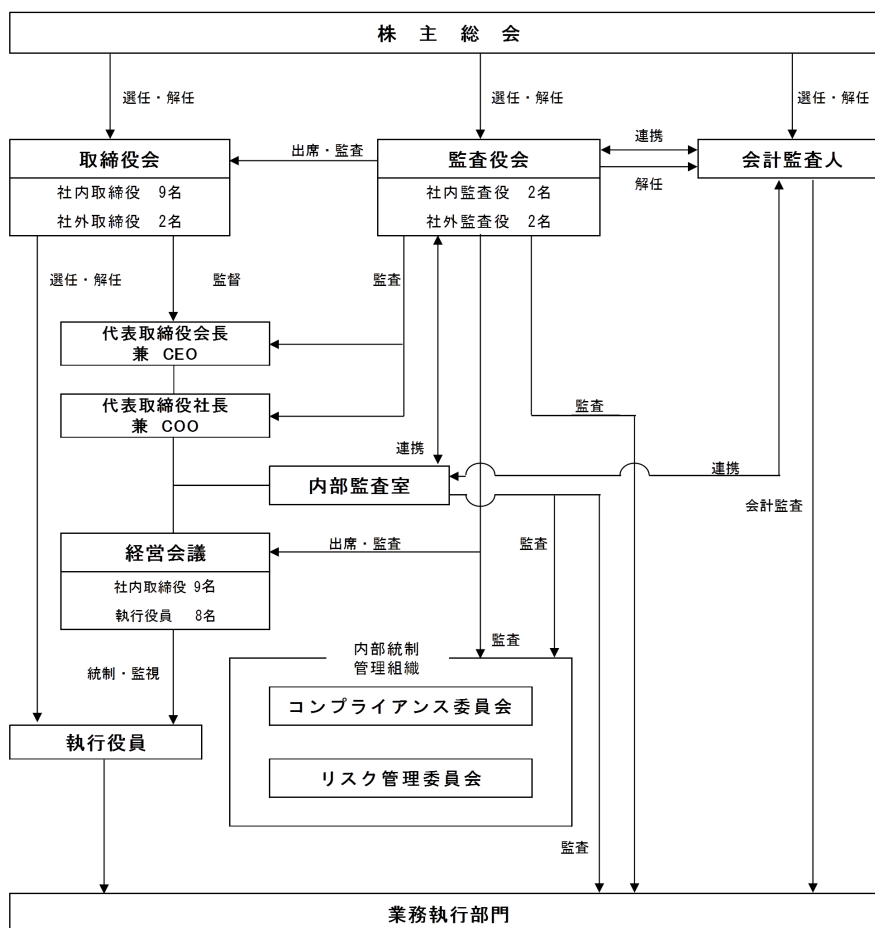 株主総会
選任・解任
選任・解任
選任・解任
取締役会
社内取締役 9名
社外取締役 2名
出席・監査
監査役会
社内監査役 2名
社外監査役 2名
連携
解任
会計監査人
選任・解任
監督
監査
代表取締役会長
兼 CEO
代表取締役社長
兼 COO
監査
連携
連携
内部監査室
会計監査
経営会議
社内取締役 9名
執行役員 8名
出席・監査
監査
監査
統制・監視
内部統制
管理組織
コンプライアンス委員会
執行役員
リスク管理委員会
監査
業務執行部門